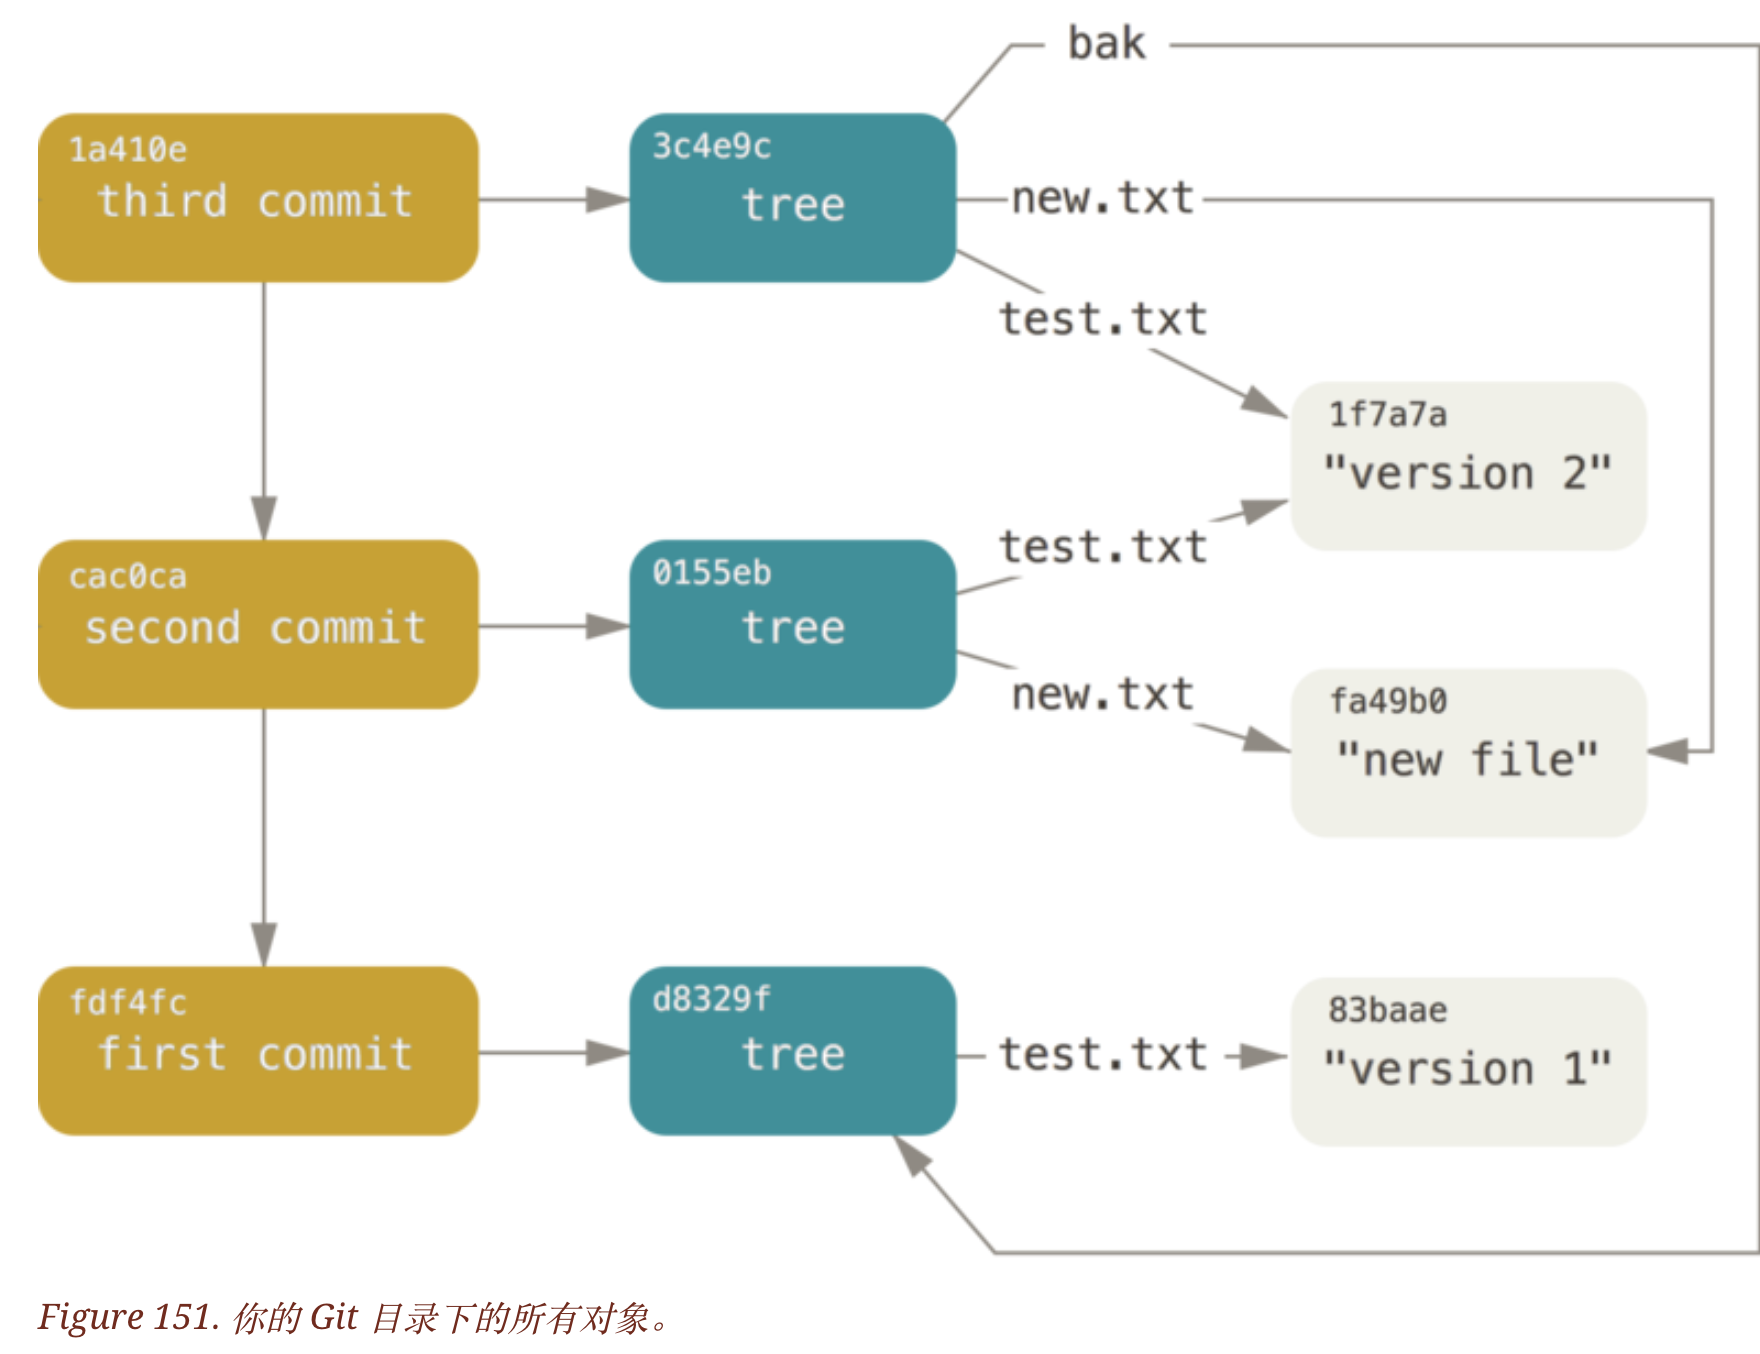 bak
1a410e
third commit
3c4e9c
tree
new.txt
test.txt
1f7a7a
"version 2"
cac0ca
second commit
0155eb
tree
test.txt
new.txt
fa49b0
"new file"
fdf4fc
first commit
d8329f
tree
test.txt
83baae
"version 1"
Figure 151. 你的 Git 目录下的所有对象。